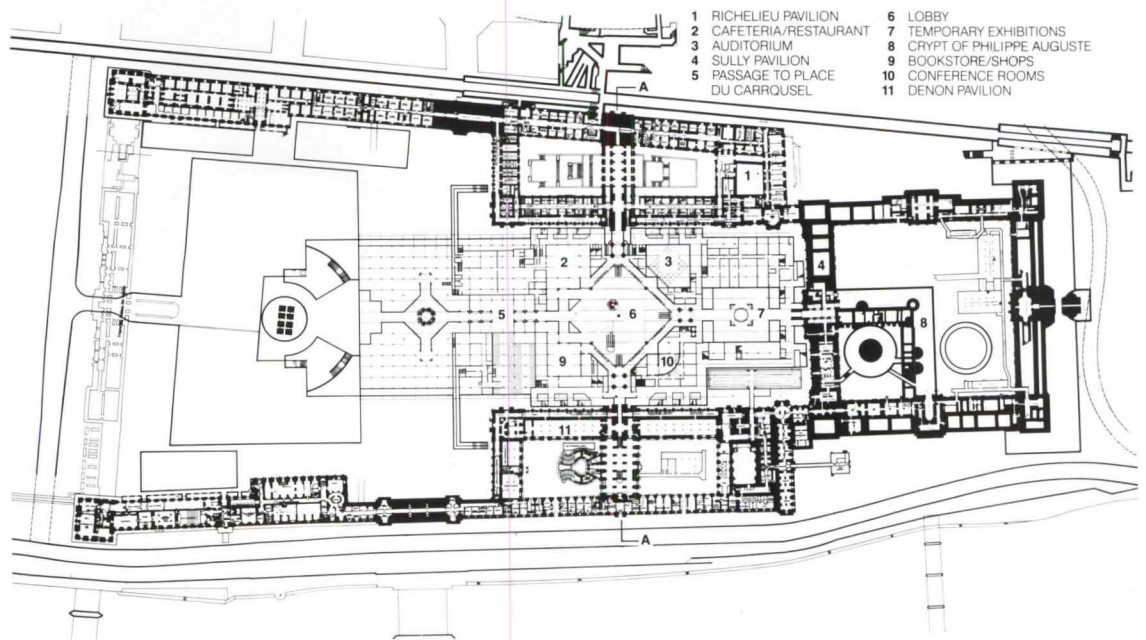 1 RICHELIEU PAVILION
2 CAFETERIA/RESTAURANT
3 AUDITORIUM
4 SULLY PAVILION
5 PASSAGE TO PLACE
DU CARROUSEL
6 LOBBY
7 TEMPORARY EXHIBITIONS
8 CRYPT OF PHILIPPE AUGUSTE
9 BOOKSTORE/SHOPS
10 CONFERENCE ROOMS
11 DENON PAVILION
A
1
2
3
4
5
6
7
8
9
10
11
A